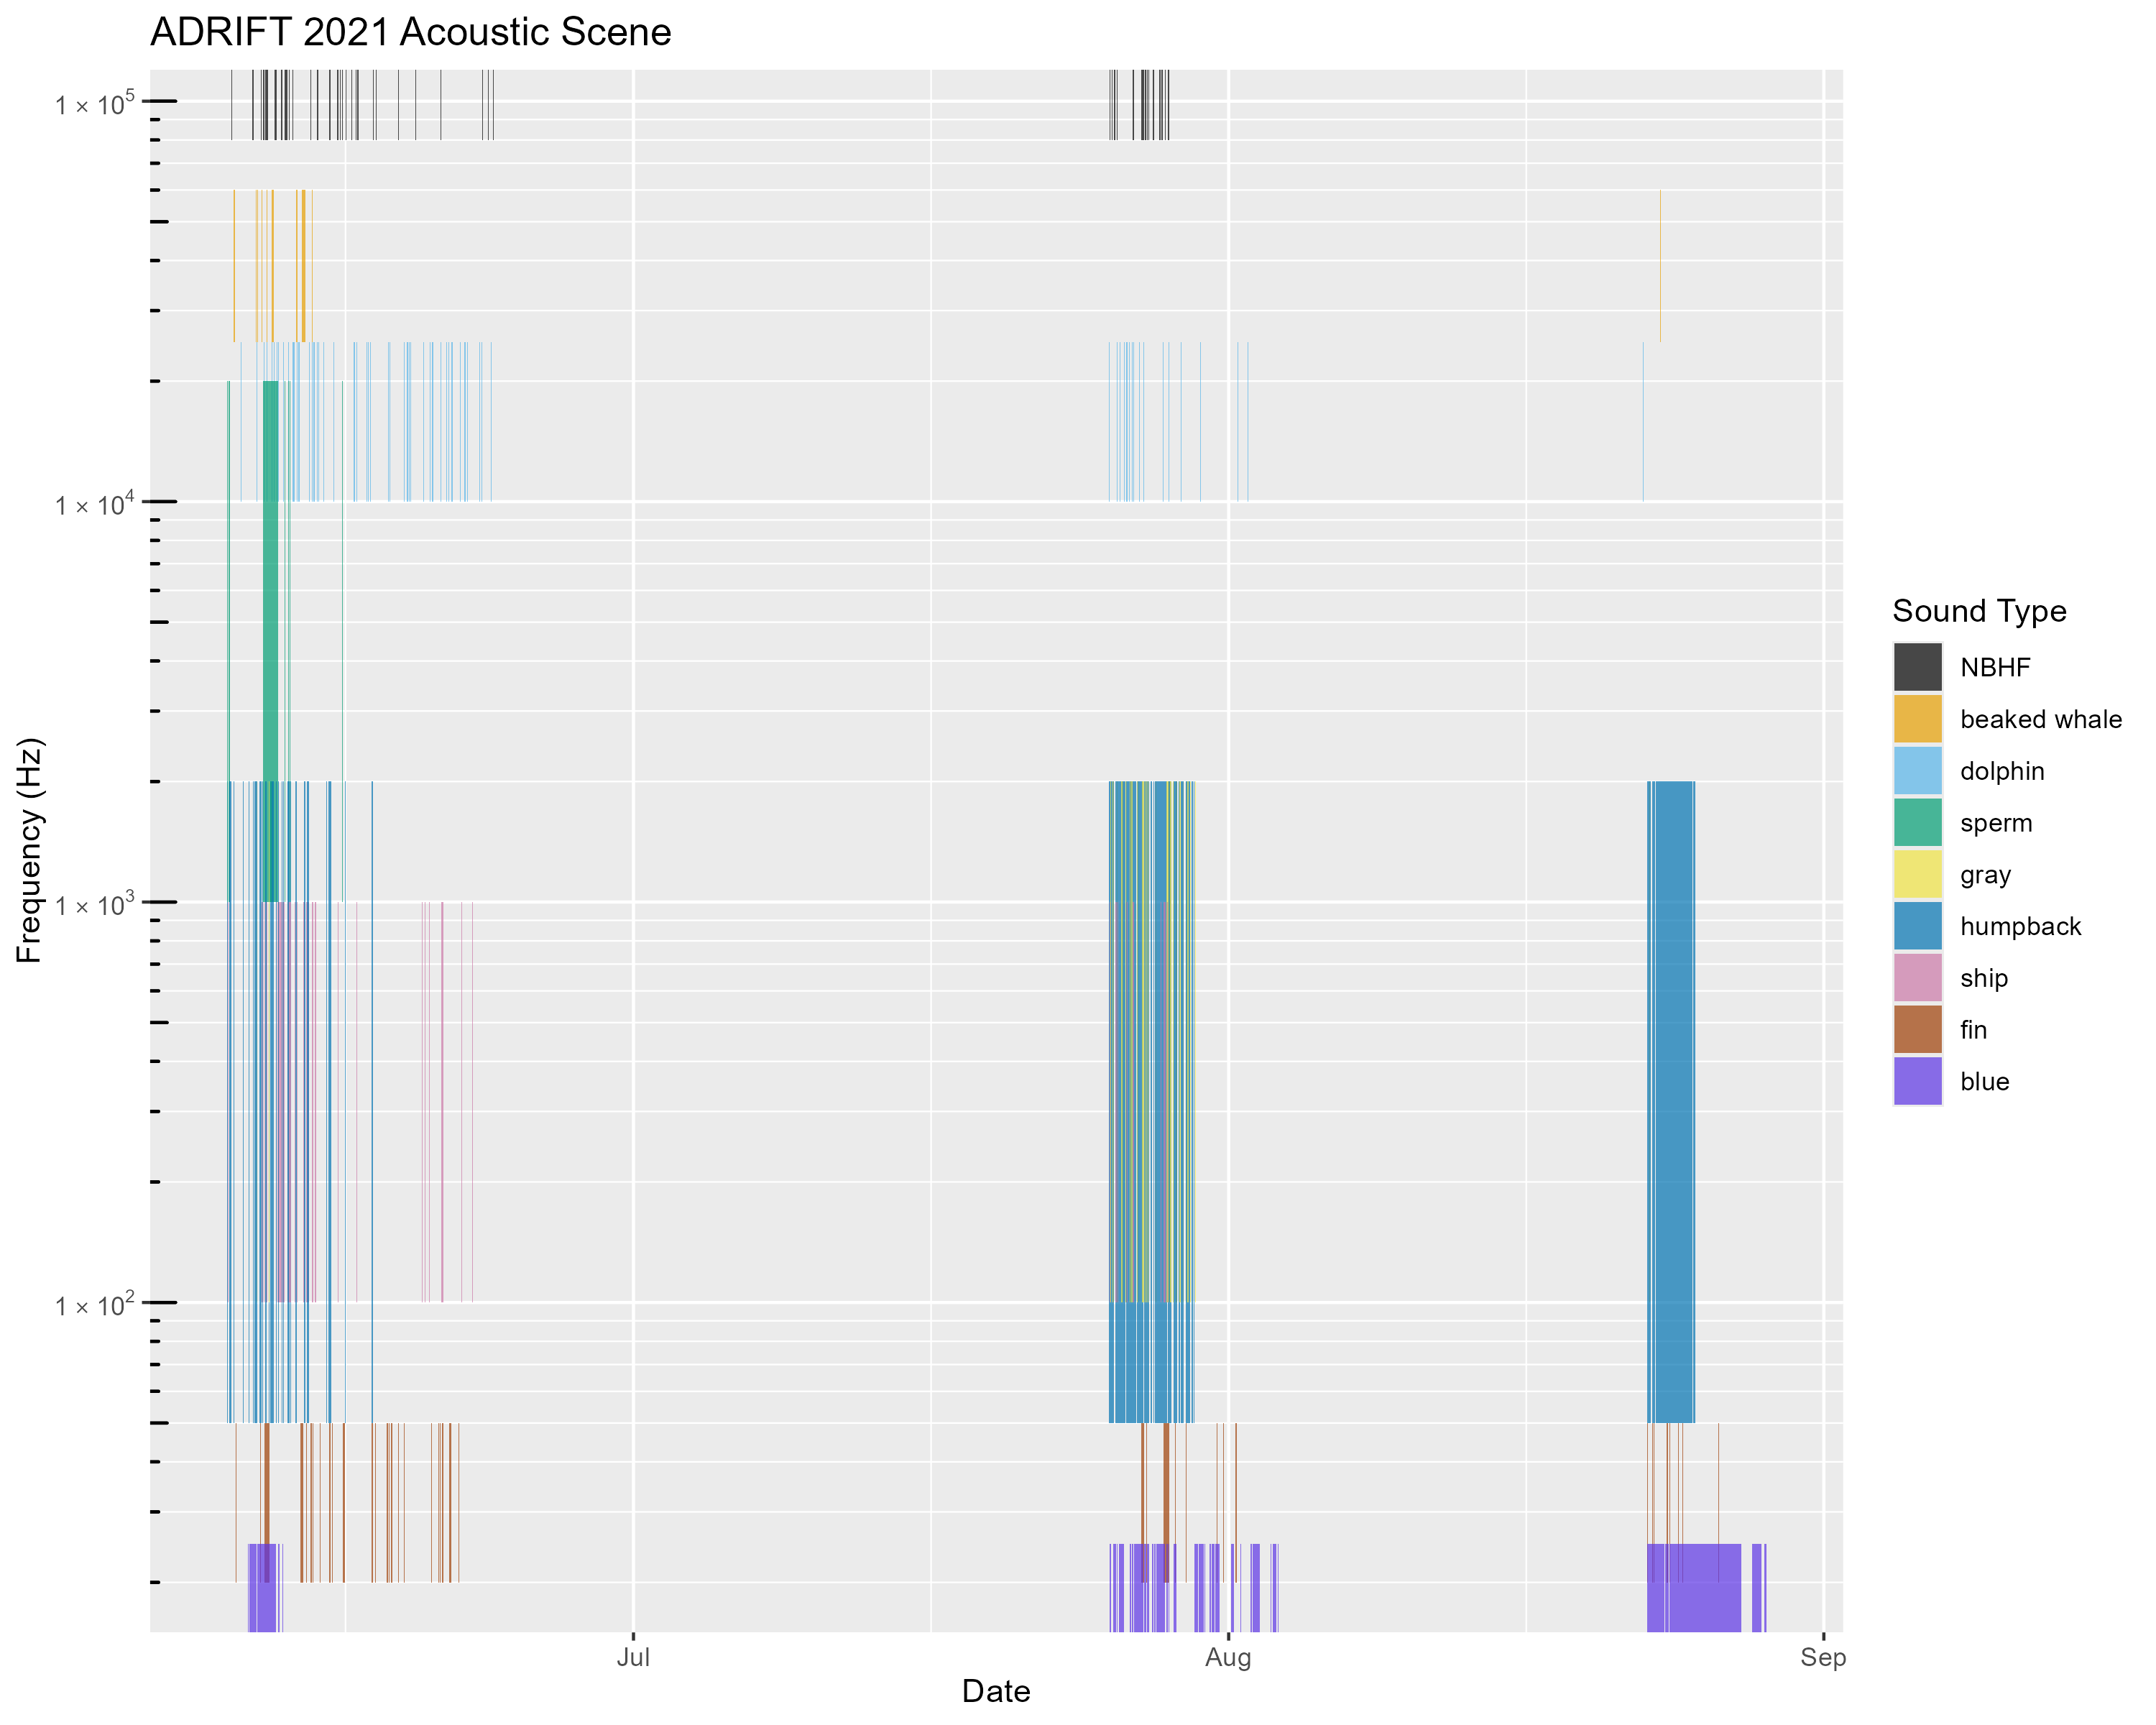 ADRIFT 2021 Acoustic Scene
1 × 10⁵
1 × 10⁴
1 × 10³
1 × 10²
Frequency (Hz)
Jul
Aug
Sep
Date
Sound Type
NBHF
beaked whale
dolphin
sperm
gray
humpback
ship
fin
blue